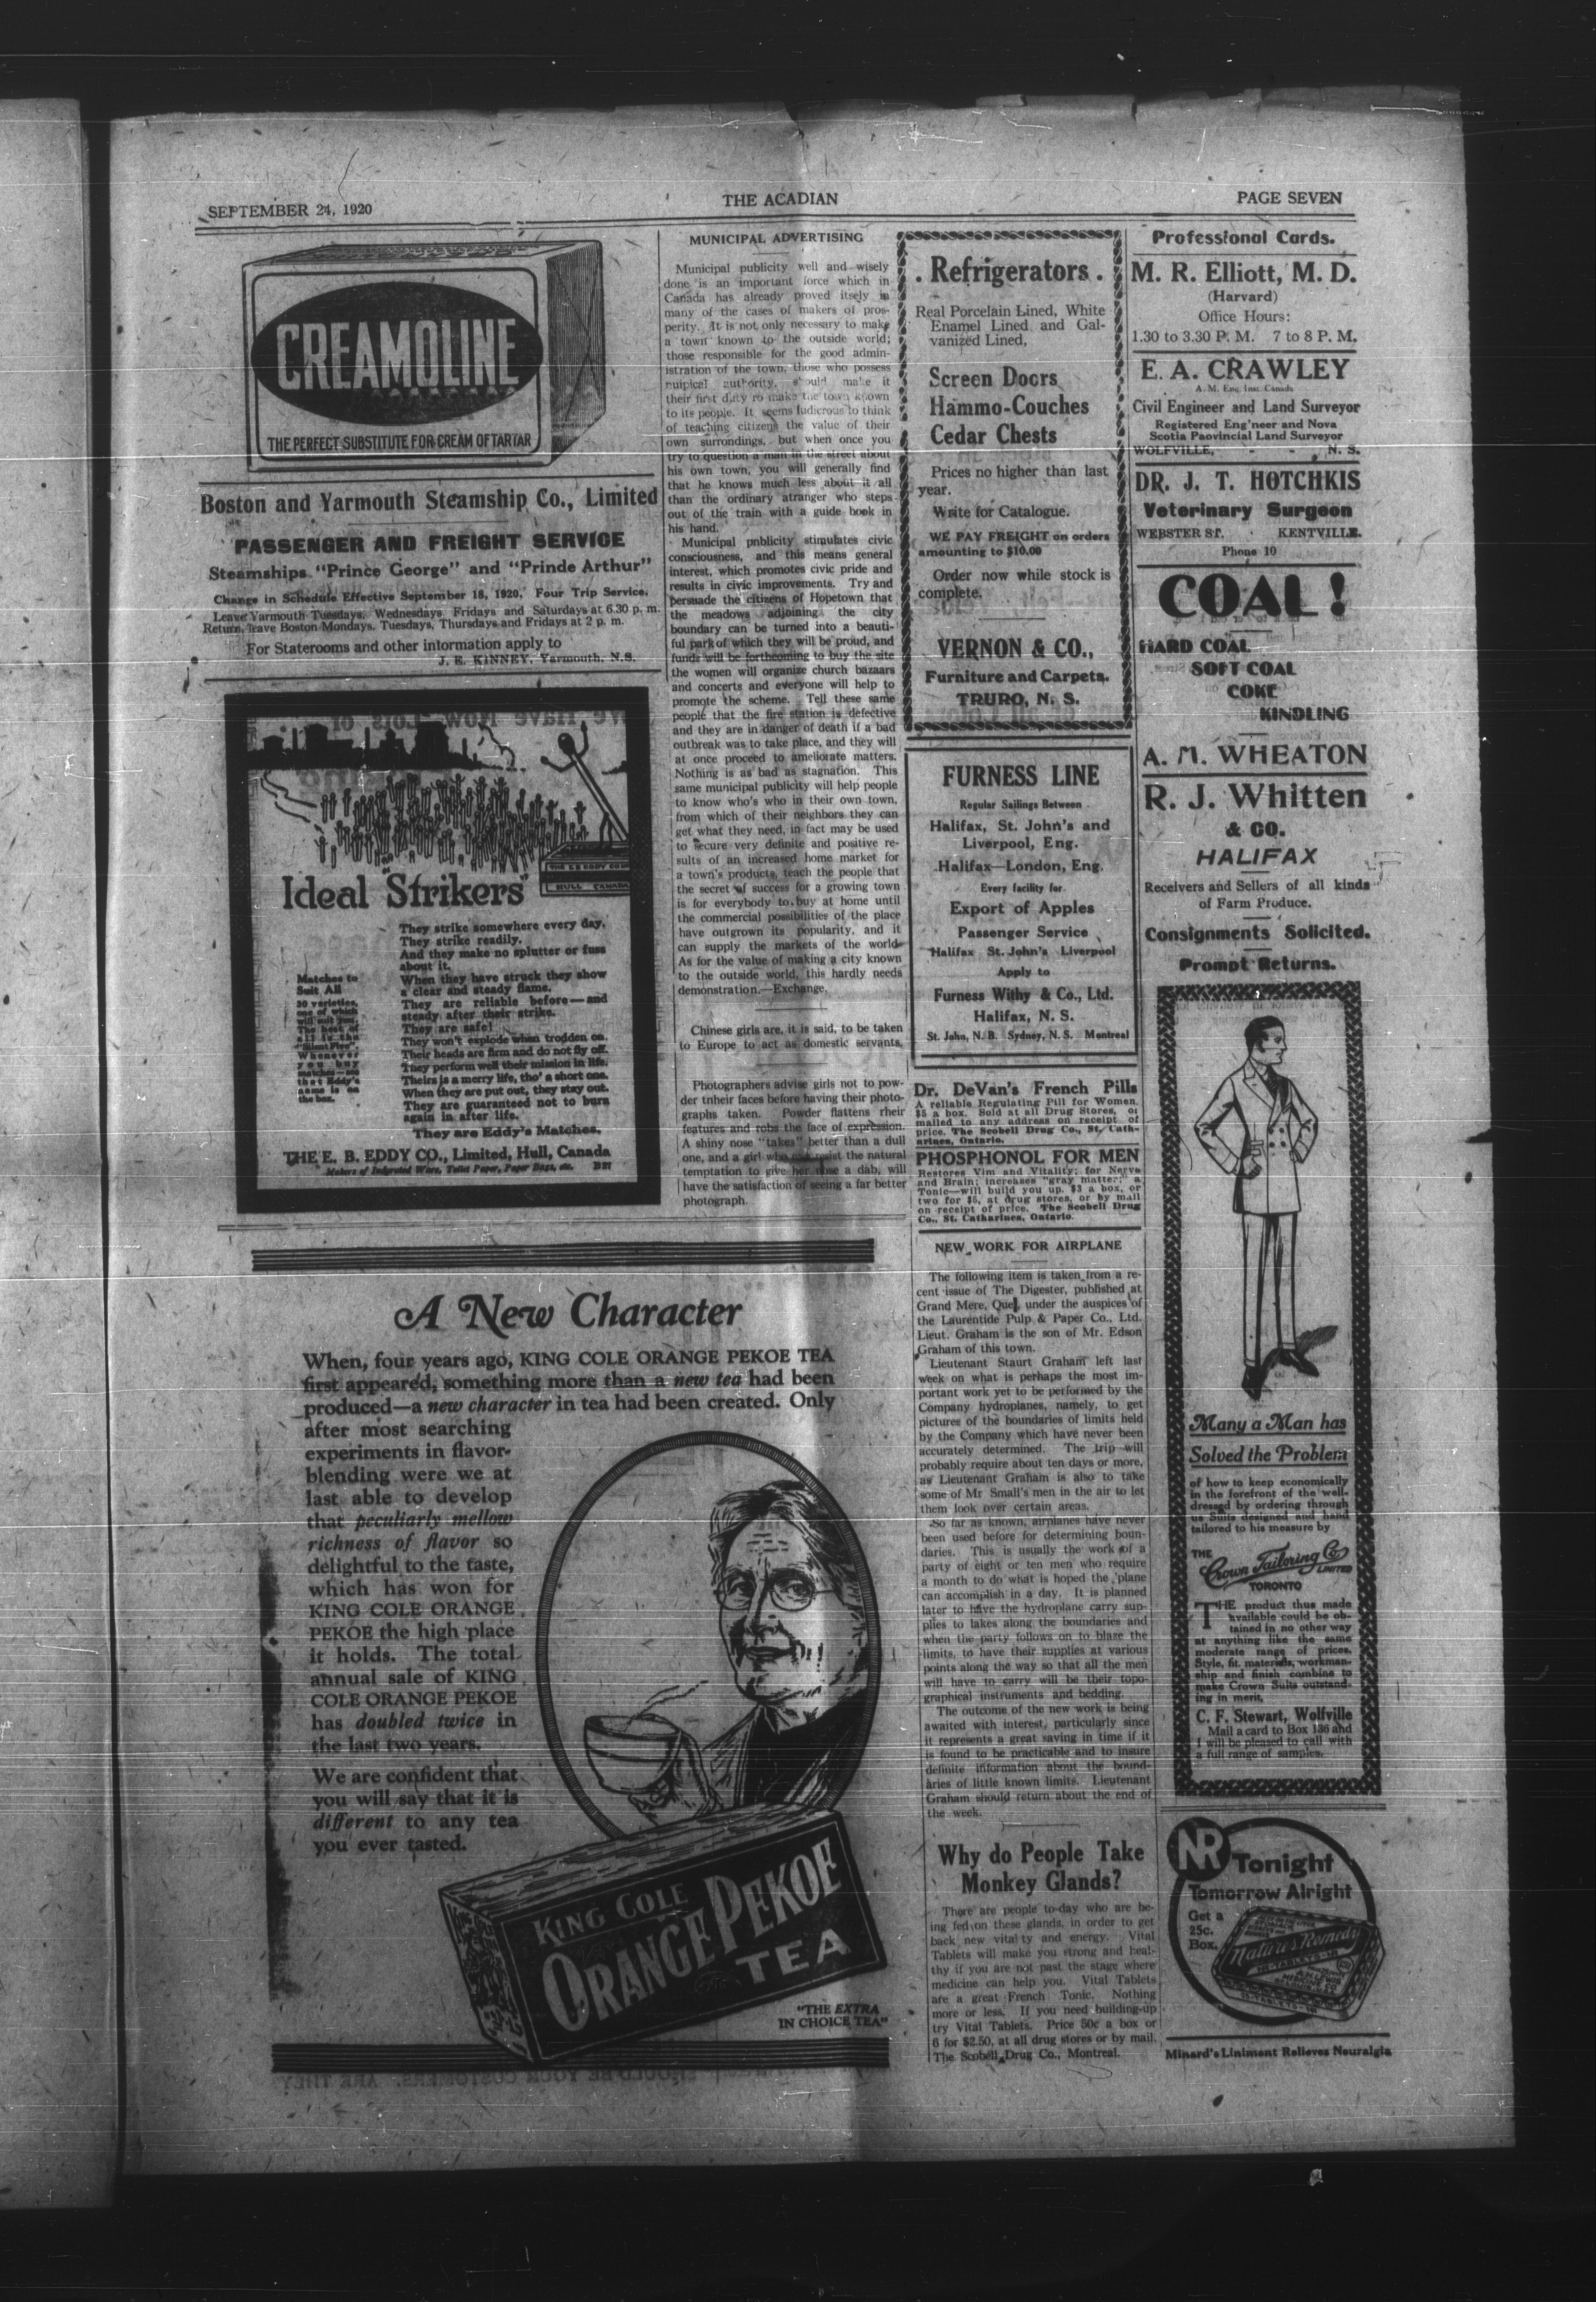 SEPTEMBER 24, 1920
THE ACADIAN
PAGE SEVEN
CREAMOLINE
THE PERFECT SUBSTITUTE FOR CREAM OF TARTAR
Boston and Yarmouth Steamship Co., Limited
PASSENGER AND FREIGHT SERVICE
Steamships "Prince George" and "Prinde Arthur"
Change in Schedule Effective September 18, 1920, Four Trip Service.
Leave Yarmouth Tuesdays, Wednesdays, Fridays and Saturdays at 6.30 p. m.
Return, leave Boston Mondays, Tuesdays, Thursdays and Fridays at 2 p. m.
For Staterooms and other information apply to
J. E. KINNEY, Yarmouth, N.S.
THE E B EDDY CO
HULL CANADA
Ideal "Strikers"
They strike somewhere every day.
They strike readily.
And they make no splutter or fuss
about it.
When they have struck they show
a clear and steady flame.
They are reliable before—and
steady after their strike.
They are safe!
They won't explode when trodden on.
Their heads are firm and do not fly off.
They perform well their mission in life.
Theirs is a merry life, tho' a short one.
When they are put out, they stay out.
They are guaranteed not to burn
again in after life.
They are Eddy's Matches.
Matches to
Suit All
30 varieties,
one of which
will suit you.
The best of
all is the
"Silent Five".
Whenever
you buy
matches—see
that Eddy's
name is on
the box.
THE E. B. EDDY CO., Limited, Hull, Canada
Makers of Indurated Ware, Toilet Paper, Paper Bags, etc.
MUNICIPAL ADVERTISING
Municipal publicity well and wisely
done is an important force which in
Canada has already proved itsely in
many of the cases of makers of pros-
perity. It is not only necessary to make
a town known to the outside world;
those responsible for the good admin-
istration of the town, those who possess
nuipical authority, should make it
their first duty ro make the town known
to its people. It seems ludicrous to think
of teaching citizens the value of their
own surrondings, but when once you
try to question a man in the street about
his own town, you will generally find
that he knows much less about it all
than the ordinary atranger who steps
out of the train with a guide book in
his hand.
Municipal pnblicity stimulates civic
consciousness, and this means general
interest, which promotes civic pride and
results in civic improvements. Try and
persuade the citizens of Hopetown that
the meadows adjoining the city
boundary can be turned into a beauti-
ful park of which they will be proud, and
funds will be forthcoming to buy the site
the women will organize church bazaars
and concerts and everyone will help to
promote the scheme. Tell these same
people that the fire station is defective
and they are in danger of death if a bad
outbreak was to take place, and they will
at once proceed to ameliorate matters.
Nothing is as bad as stagnation. This
same municipal publicity will help people
to know who's who in their own town,
from which of their neighbors they can
get what they need, in fact may be used
to secure very definite and positive re-
sults of an increased home market for
a town's products, teach the people that
the secret of success for a growing town
is for everybody to buy at home until
the commercial possibilities of the place
have outgrown its popularity, and it
can supply the markets of the world
As for the value of making a city known
to the outside world, this hardly needs
demonstration.—Exchange.
Chinese girls are, it is said, to be taken
to Europe to act as domestic servants.
Photographers advise girls not to pow-
der tnheir faces before having their photo-
graphs taken. Powder flattens rheir
features and robs the face of expression.
A shiny nose "takes" better than a dull
one, and a girl who can resist the natural
temptation to give her nose a dab, will
have the satisfaction of seeing a far better
photograph.
Refrigerators
Real Porcelain Lined, White
Enamel Lined and Gal-
vanized Lined,
Screen Doors
Hammo-Couches
Cedar Chests
Prices no higher than last
year.
Write for Catalogue.
WE PAY FREIGHT on orders
amounting to $10.00
Order now while stock is
complete.
VERNON & CO.,
Furniture and Carpets.
TRURO, N. S.
FURNESS LINE
Regular Sailings Between
Halifax, St. John's and
Liverpool, Eng.
Halifax—London, Eng.
Every facility for
Export of Apples
Passenger Service
Halifax St. John's Liverpool
Apply to
Furness Withy & Co., Ltd.
Halifax, N. S.
St. John, N. B. Sydney, N. S. Montreal
Dr. DeVan's French Pills
A reliable Regulating Pill for Women.
$5 a box. Sold at all Drug Stores, or
mailed to any address on receipt of
price. The Scobell Drug Co., St. Cath-
arines, Ontario.
PHOSPHONOL FOR MEN
Restores Vim and Vitality; for Nerve
and Brain; increases "gray matter;" a
Tonic—will build you up. $3 a box, or
two for $5, at drug stores, or by mail
on receipt of price. The Scobell Drug
Co., St. Catharines, Ontario.
NEW WORK FOR AIRPLANE
The following item is taken from a re-
cent issue of The Digester, published at
Grand Mere, Que, under the auspices of
the Laurentide Pulp & Paper Co., Ltd.
Lieut. Graham is the son of Mr. Edson
Graham of this town.
Lieutenant Staurt Graham left last
week on what is perhaps the most im-
portant work yet to be performed by the
Company hydroplanes, namely, to get
pictures of the boundaries of limits held
by the Company which have never been
accurately determined. The trip will
probably require about ten days or more,
as Lieutenant Graham is also to take
some of Mr Small's men in the air to let
them look over certain areas.
So far as known, airplanes have never
been used before for determining boun-
daries. This is usually the work of a
party of eight or ten men who require
a month to do what is hoped the 'plane
can accomplish in a day. It is planned
later to have the hydroplane carry sup-
plies to lakes along the boundaries and
when the party follows on to blaze the
limits, to have their supplies at various
points along the way so that all the men
will have to carry will be their topo-
graphical instruments and bedding.
The outcome of the new work is being
awaited with interest, particularly since
it represents a great saving in time if it
is found to be practicable and to insure
definite information about the bound-
aries of little known limits. Lieutenant
Graham should return about the end of
the week.
Why do People Take
Monkey Glands?
There are people to-day who are be-
ing fed on these glands, in order to get
back new vitality and energy. Vital
Tablets will make you strong and heal-
thy if you are not past the stage where
medicine can help you. Vital Tablets
are a great French Tonic. Nothing
more or less. If you need building-up
try Vital Tablets. Price 50c a box or
6 for $2.50, at all drug stores or by mail.
The Scobell Drug Co., Montreal.
Professional Cards.
M. R. Elliott, M. D.
(Harvard)
Office Hours:
1.30 to 3.30 P. M. 7 to 8 P. M.
E. A. CRAWLEY
A. M. Eng. Inst. Canada
Civil Engineer and Land Surveyor
Registered Eng'neer and Nova
Scotia Paovincial Land Surveyor
WOLFVILLE, - - N. S.
DR. J. T. HOTCHKIS
Veterinary Surgeon
WEBSTER ST. KENTVILLE.
Phone 10
COAL!
HARD COAL
SOFT COAL
COKE
KINDLING
A. M. WHEATON
R. J. Whitten
& CO.
HALIFAX
Receivers and Sellers of all kinds
of Farm Produce.
Consignments Solicited.
Prompt Returns.
Many a Man has
Solved the Problem
of how to keep economically
in the forefront of the well-
dressed by ordering through
us Suits designed and hand
tailored to his measure by
THE
Crown Tailoring Co
LIMITED
TORONTO
THE product thus made
available could be ob-
tained in no other way
at anything like the same
moderate range of prices.
Style, fit, materials, workman-
ship and finish combine to
make Crown Suits outstand-
ing in merit.
C. F. Stewart, Wolfville
Mail a card to Box 136 and
I will be pleased to call with
a full range of samples.
NR Tonight
Tomorrow Alright
Get a
25c.
Box.
Nature's Remedy
Minard's Liniment Relieves Neuralgia
A New Character
When, four years ago, KING COLE ORANGE PEKOE TEA
first appeared, something more than a new tea had been
produced—a new character in tea had been created. Only
after most searching
experiments in flavor-
blending were we at
last able to develop
that peculiarly mellow
richness of flavor so
delightful to the taste,
which has won for
KING COLE ORANGE
PEKOE the high place
it holds. The total
annual sale of KING
COLE ORANGE PEKOE
has doubled twice in
the last two years.
We are confident that
you will say that it is
different to any tea
you ever tasted.
KING COLE
ORANGE PEKOE
TEA
"THE EXTRA
IN CHOICE TEA"